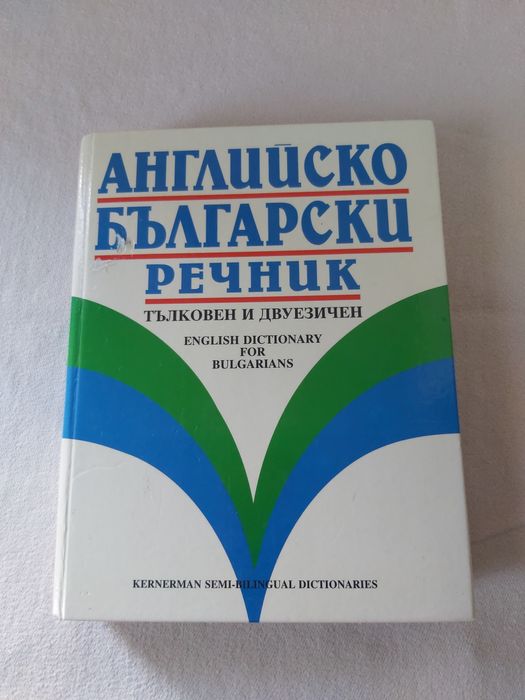 АНГЛИЙСКО
БЪЛГАРСКИ
РЕЧНИК
ТЪЛКОВЕН И ДВУЕЗИЧЕН
ENGLISH DICTIONARY
FOR
BULGARIANS
KERNERMAN SEMI-BILINGUAL DICTIONARIES